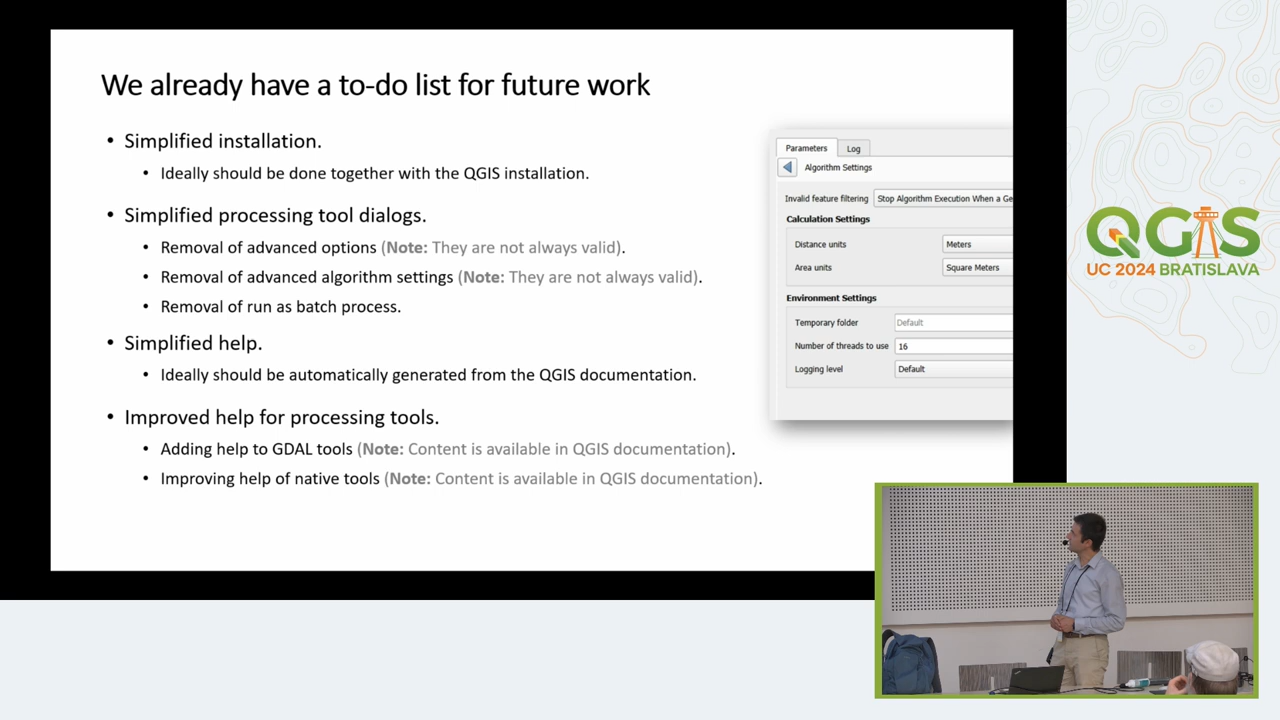 We already have a to-do list for future work
• Simplified installation.
• Ideally should be done together with the QGIS installation.
• Simplified processing tool dialogs.
• Removal of advanced options (Note: They are not always valid).
• Removal of advanced algorithm settings (Note: They are not always valid).
• Removal of run as batch process.
• Simplified help.
• Ideally should be automatically generated from the QGIS documentation.
• Improved help for processing tools.
• Adding help to GDAL tools (Note: Content is available in QGIS documentation).
• Improving help of native tools (Note: Content is available in QGIS documentation).
Parameters Log
Algorithm Settings
Invalid feature filtering Stop Algorithm Execution When a Ge
Calculation Settings
Distance units Meters
Area units Square Meters
Environment Settings
Temporary folder Default
Number of threads to use 16
Logging level Default
QGIS
UC 2024 BRATISLAVA